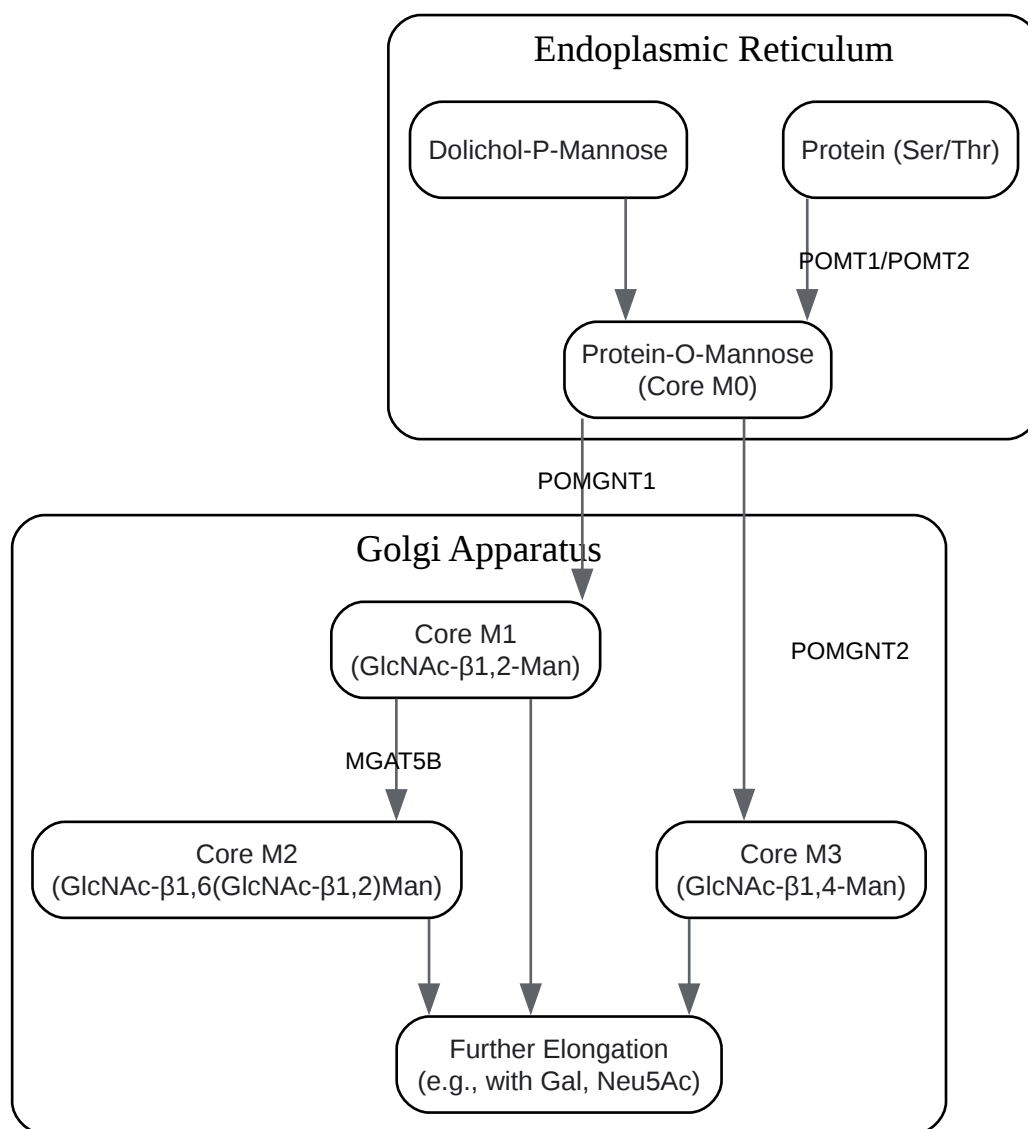 Endoplasmic Reticulum
Dolichol-P-Mannose
Protein (Ser/Thr)
POMT1/POMT2
Protein-O-Mannose
(Core M0)
POMGNT1
Golgi Apparatus
Core M1
(GlcNAc-β1,2-Man)
POMGNT2
MGAT5B
Core M2
(GlcNAc-β1,6(GlcNAc-β1,2)Man)
Core M3
(GlcNAc-β1,4-Man)
Further Elongation
(e.g., with Gal, Neu5Ac)